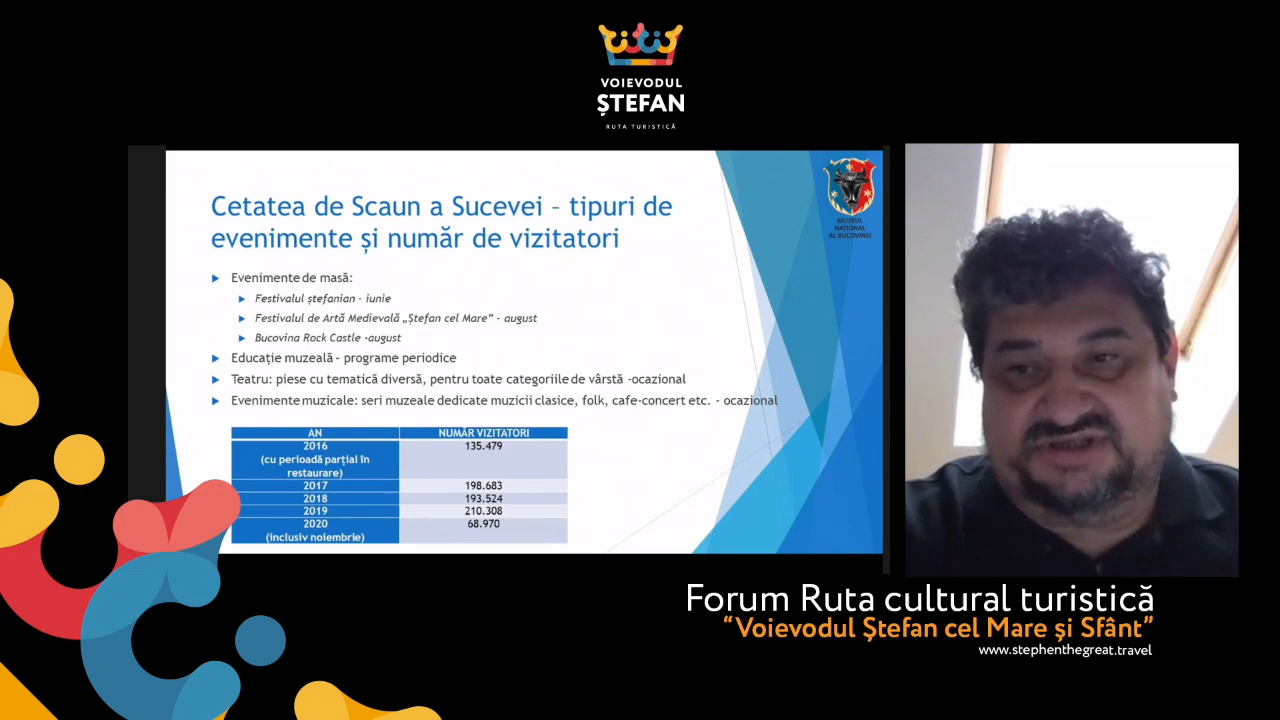 VOIEVODUL
ȘTEFAN
RUTA TURISTICĂ
Cetatea de Scaun a Sucevei – tipuri de
evenimente și număr de vizitatori
MUZEUL
NAȚIONAL
AL BUCOVINEI
Evenimente de masă:
Festivalul ștefanian - iunie
Festivalul de Artă Medievală „Ștefan cel Mare” - august
Bucovina Rock Castle -august
Educație muzeală - programe periodice
Teatru: piese cu tematică diversă, pentru toate categoriile de vârstă -ocazional
Evenimente muzicale: seri muzeale dedicate muzicii clasice, folk, cafe-concert etc. - ocazional
AN NUMĂR VIZITATORI
2016 135.479
(cu perioadă parțial în
restaurare)
2017 198.683
2018 193.524
2019 210.308
2020 68.970
(inclusiv noiembrie)
Forum Ruta cultural turistică
“Voievodul Ștefan cel Mare și Sfânt”
www.stephenthegreat.travel